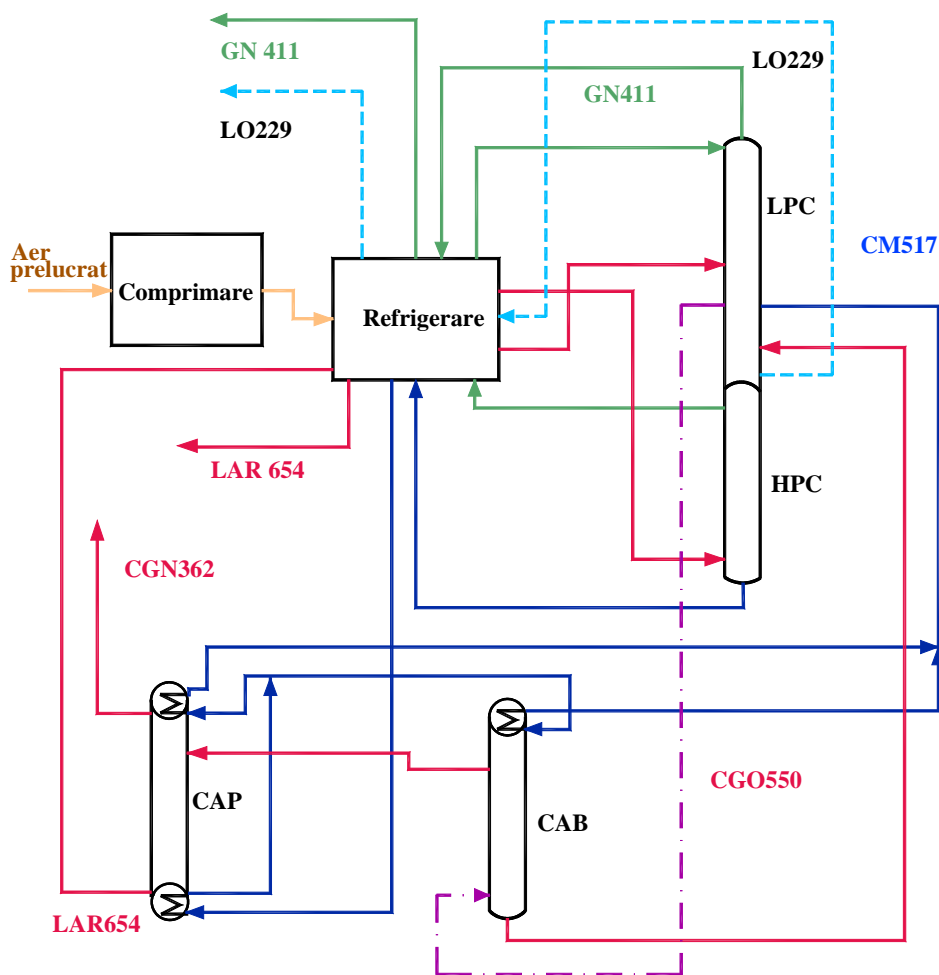 GN 411
LO229
GN411
LO229
LPC
CM517
Aer
prelucrat
Comprimare
Refrigerare
LAR 654
HPC
CGN362
CGO550
CAP
CAB
LAR654